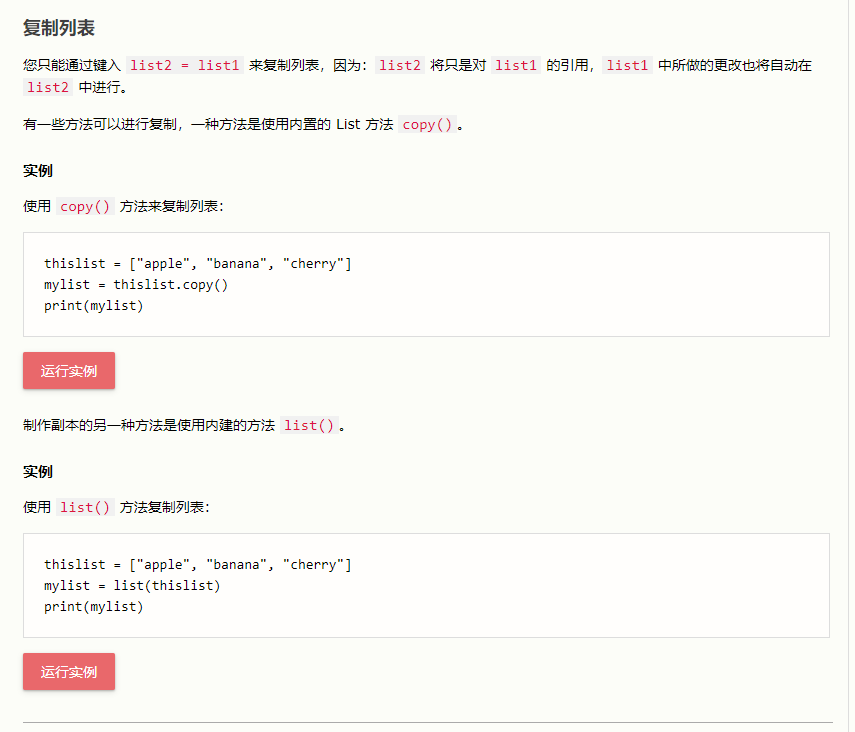 复制列表
您只能通过键入 list2 = list1 来复制列表，因为：list2 将只是对 list1 的引用，list1 中所做的更改也将自动在
list2 中进行。
有一些方法可以进行复制，一种方法是使用内置的 List 方法 copy()。
实例
使用 copy() 方法来复制列表：
thislist = ["apple", "banana", "cherry"]
mylist = thislist.copy()
print(mylist)
运行实例
制作副本的另一种方法是使用内建的方法 list()。
实例
使用 list() 方法复制列表：
thislist = ["apple", "banana", "cherry"]
mylist = list(thislist)
print(mylist)
运行实例